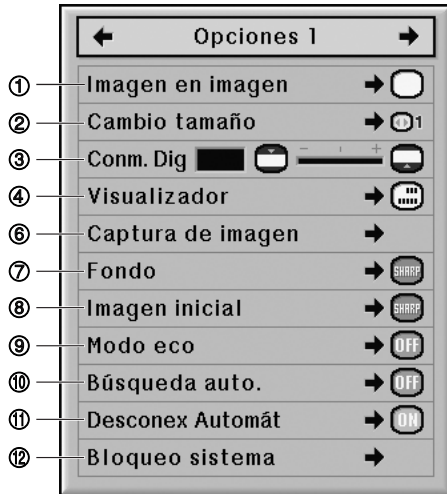 Opciones 1
① Imagen en imagen
② Cambio tamaño 1
③ Conm. Dig - +
④ Visualizador
⑥ Captura de imagen
⑦ Fondo SHARP
⑧ Imagen inicial SHARP
⑨ Modo eco OFF
⑩ Búsqueda auto. OFF
⑪ Desconex Automát ON
⑫ Bloqueo sistema